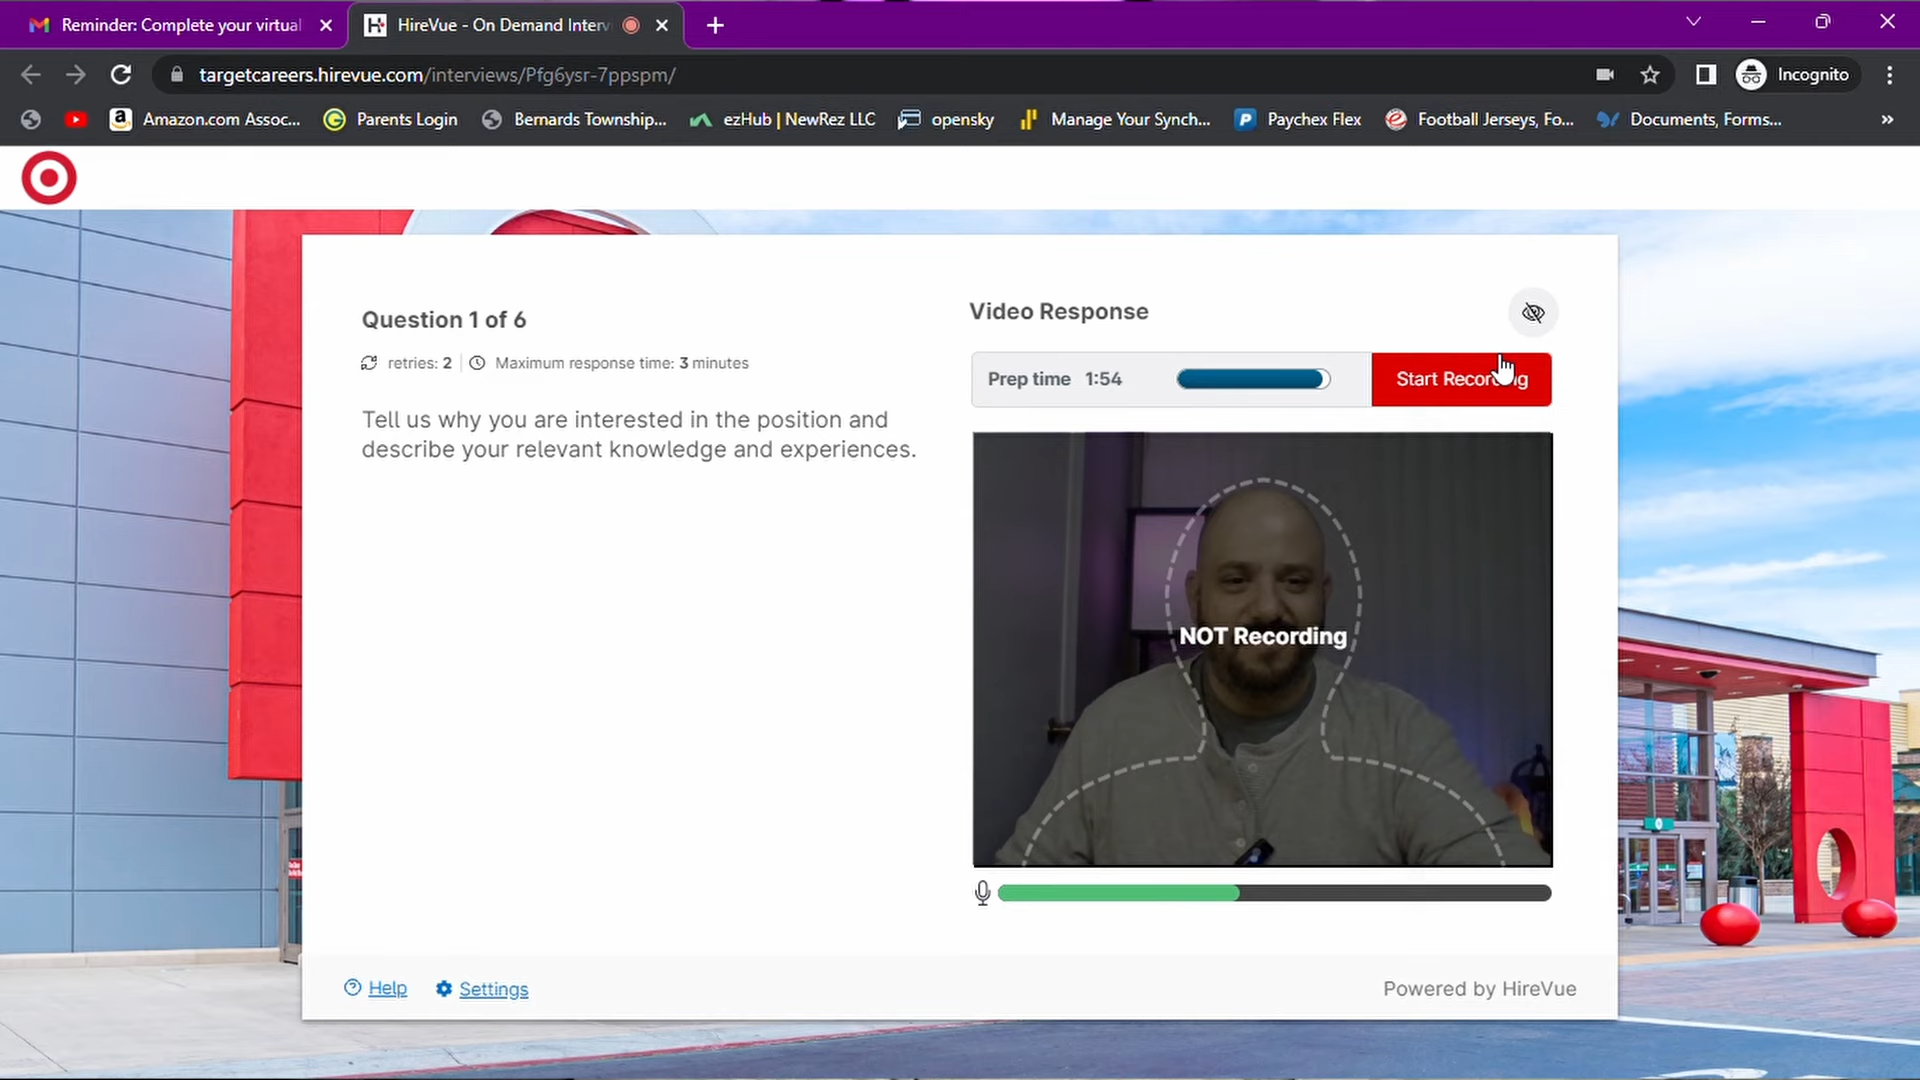 Reminder: Complete your virtual
HireVue - On Demand Interv
targetcareers.hirevue.com/interviews/Pfg6ysr-7ppspm/
Incognito
Amazon.com Assoc...
Parents Login
Bernards Township...
ezHub | NewRez LLC
opensky
Manage Your Synch...
Paychex Flex
Football Jerseys, Fo...
Documents, Forms...
»
Question 1 of 6
retries: 2 | Maximum response time: 3 minutes
Tell us why you are interested in the position and
describe your relevant knowledge and experiences.
Video Response
Prep time 1:54
Start Recording
NOT Recording
Help
Settings
Powered by HireVue